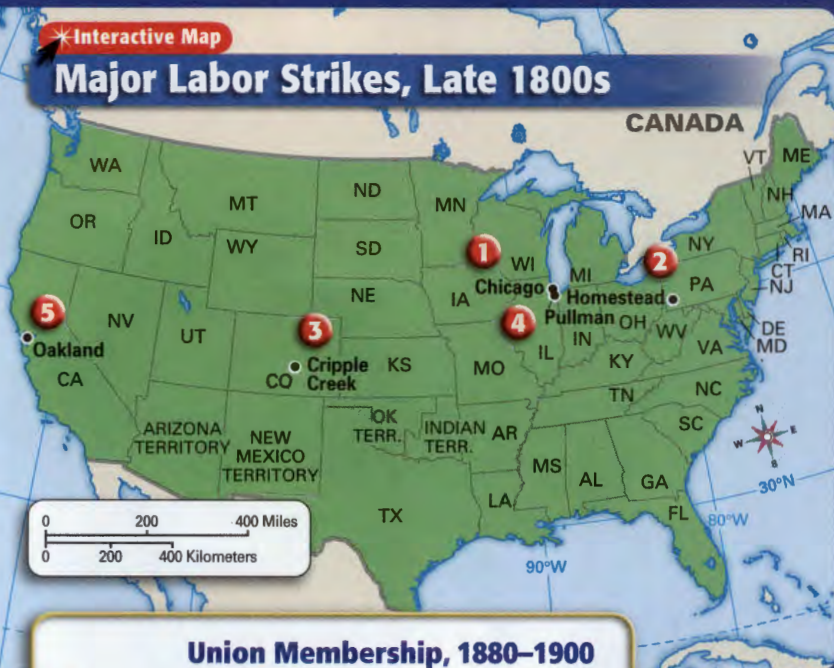 Interactive Map
Major Labor Strikes, Late 1800s
CANADA
WA
MT
ND
MN
VT
ME
NH
MA
OR
ID
WY
SD
1
WI
MI
2
NY
RI
CT
NJ
PA
5
NV
UT
3
NE
IA
Chicago
Homestead
4
Pullman
OH
IN
IL
WV
DE
MD
VA
Oakland
CA
CO
Cripple
Creek
KS
MO
KY
TN
NC
SC
ARIZONA
TERRITORY
NEW
MEXICO
TERRITORY
OK
TERR.
INDIAN
TERR.
AR
MS
AL
GA
LA
TX
FL
N
W
E
S
30°N
80°W
90°W
0 200 400 Miles
0 200 400 Kilometers
Union Membership, 1880–1900